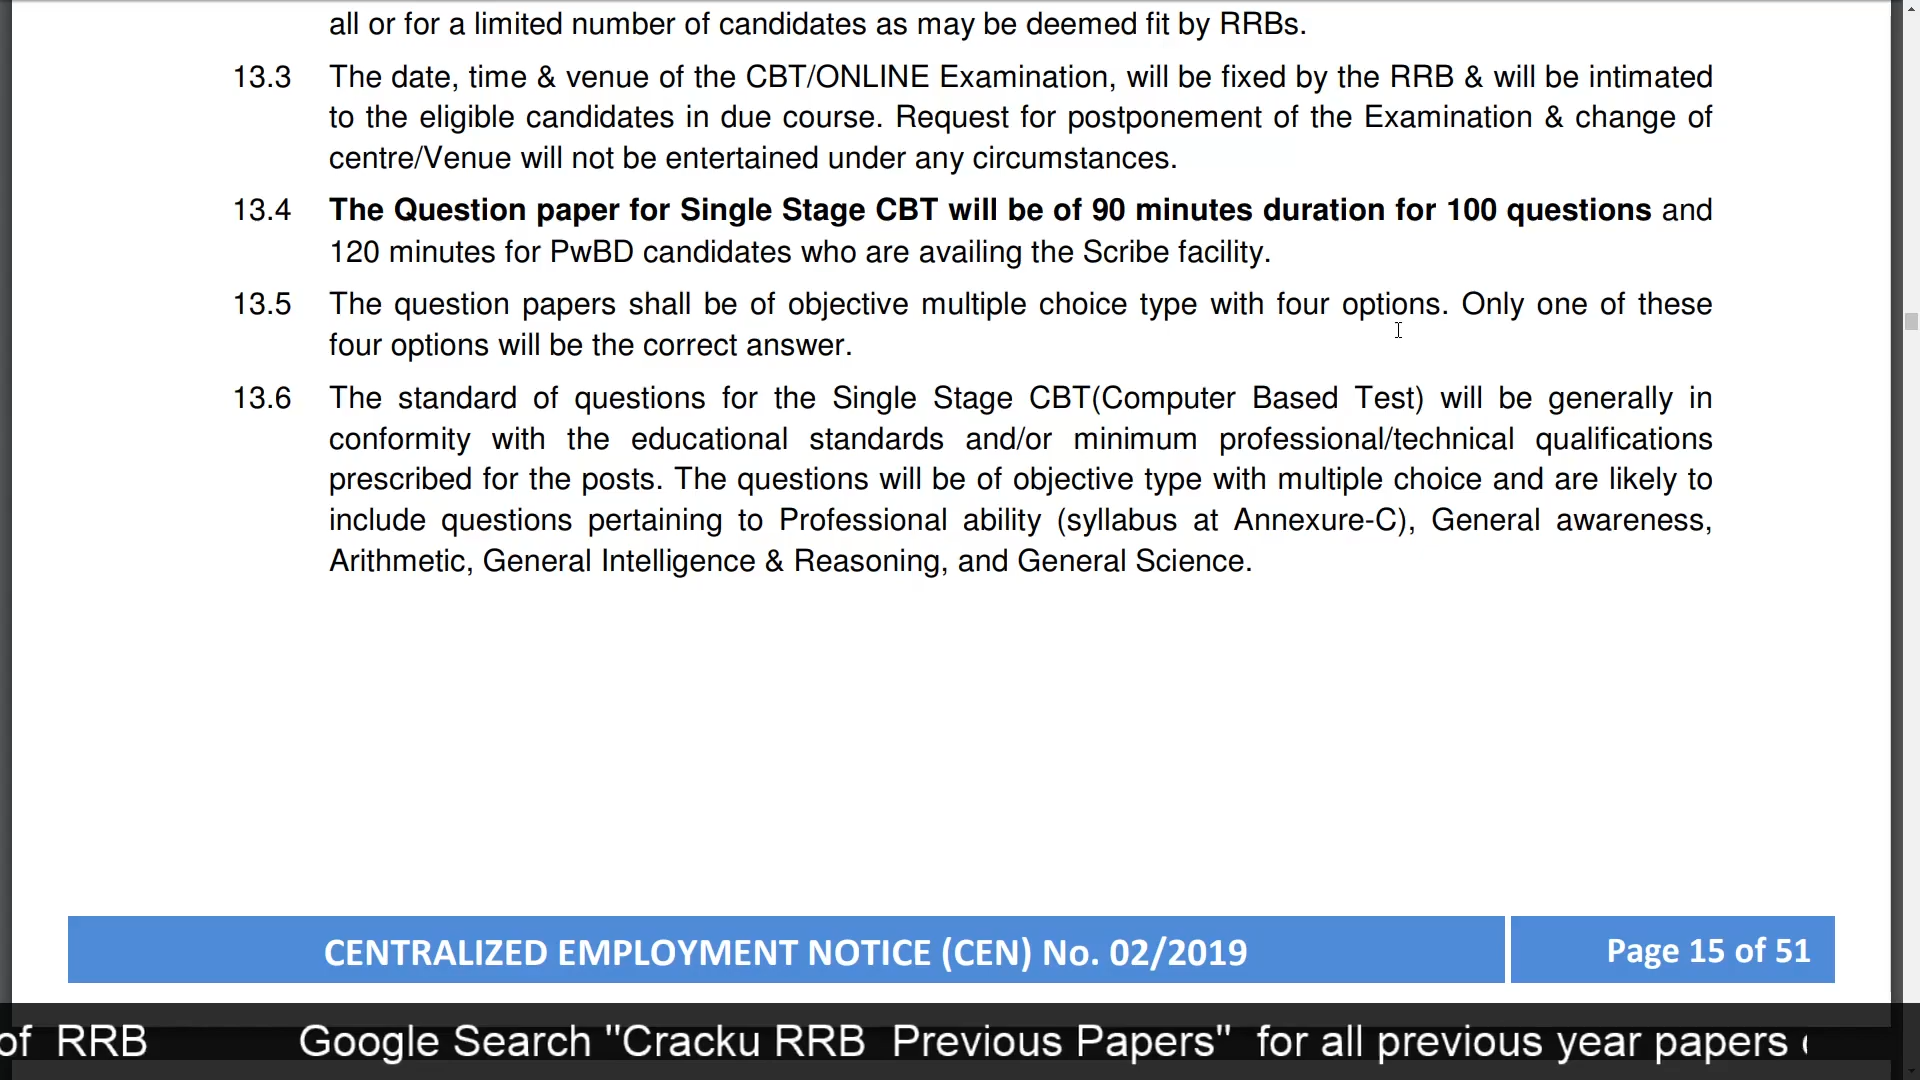 all or for a limited number of candidates as may be deemed fit by RRBs.
13.3 The date, time & venue of the CBT/ONLINE Examination, will be fixed by the RRB & will be intimated
to the eligible candidates in due course. Request for postponement of the Examination & change of
centre/Venue will not be entertained under any circumstances.
13.4 The Question paper for Single Stage CBT will be of 90 minutes duration for 100 questions and
120 minutes for PwBD candidates who are availing the Scribe facility.
13.5 The question papers shall be of objective multiple choice type with four options. Only one of these
four options will be the correct answer.
13.6 The standard of questions for the Single Stage CBT(Computer Based Test) will be generally in
conformity with the educational standards and/or minimum professional/technical qualifications
prescribed for the posts. The questions will be of objective type with multiple choice and are likely to
include questions pertaining to Professional ability (syllabus at Annexure-C), General awareness,
Arithmetic, General Intelligence & Reasoning, and General Science.
CENTRALIZED EMPLOYMENT NOTICE (CEN) No. 02/2019 Page 15 of 51
of RRB Google Search "Cracku RRB Previous Papers" for all previous year papers